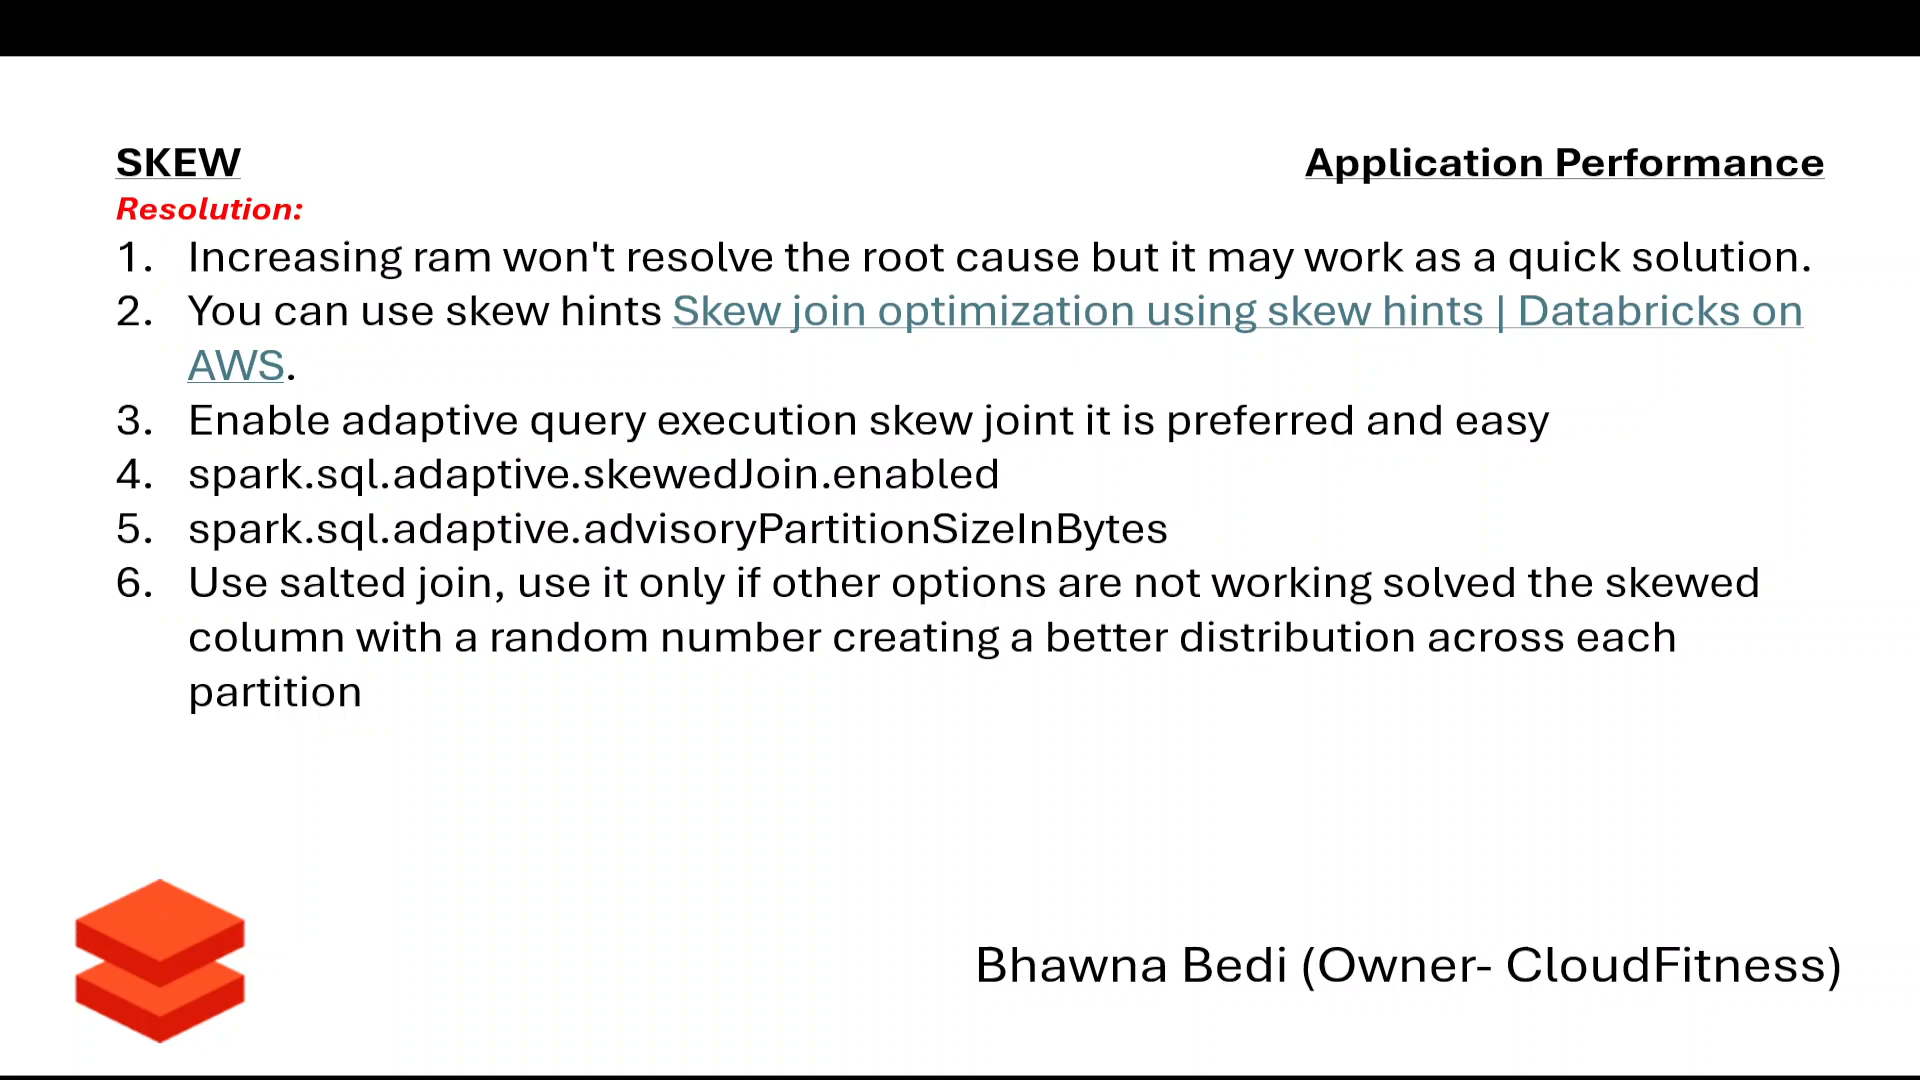 SKEW
Application Performance
Resolution:
1. Increasing ram won't resolve the root cause but it may work as a quick solution.
2. You can use skew hints Skew join optimization using skew hints | Databricks on
AWS.
3. Enable adaptive query execution skew joint it is preferred and easy
4. spark.sql.adaptive.skewedJoin.enabled
5. spark.sql.adaptive.advisoryPartitionSizeInBytes
6. Use salted join, use it only if other options are not working solved the skewed
column with a random number creating a better distribution across each
partition
Bhawna Bedi (Owner- CloudFitness)